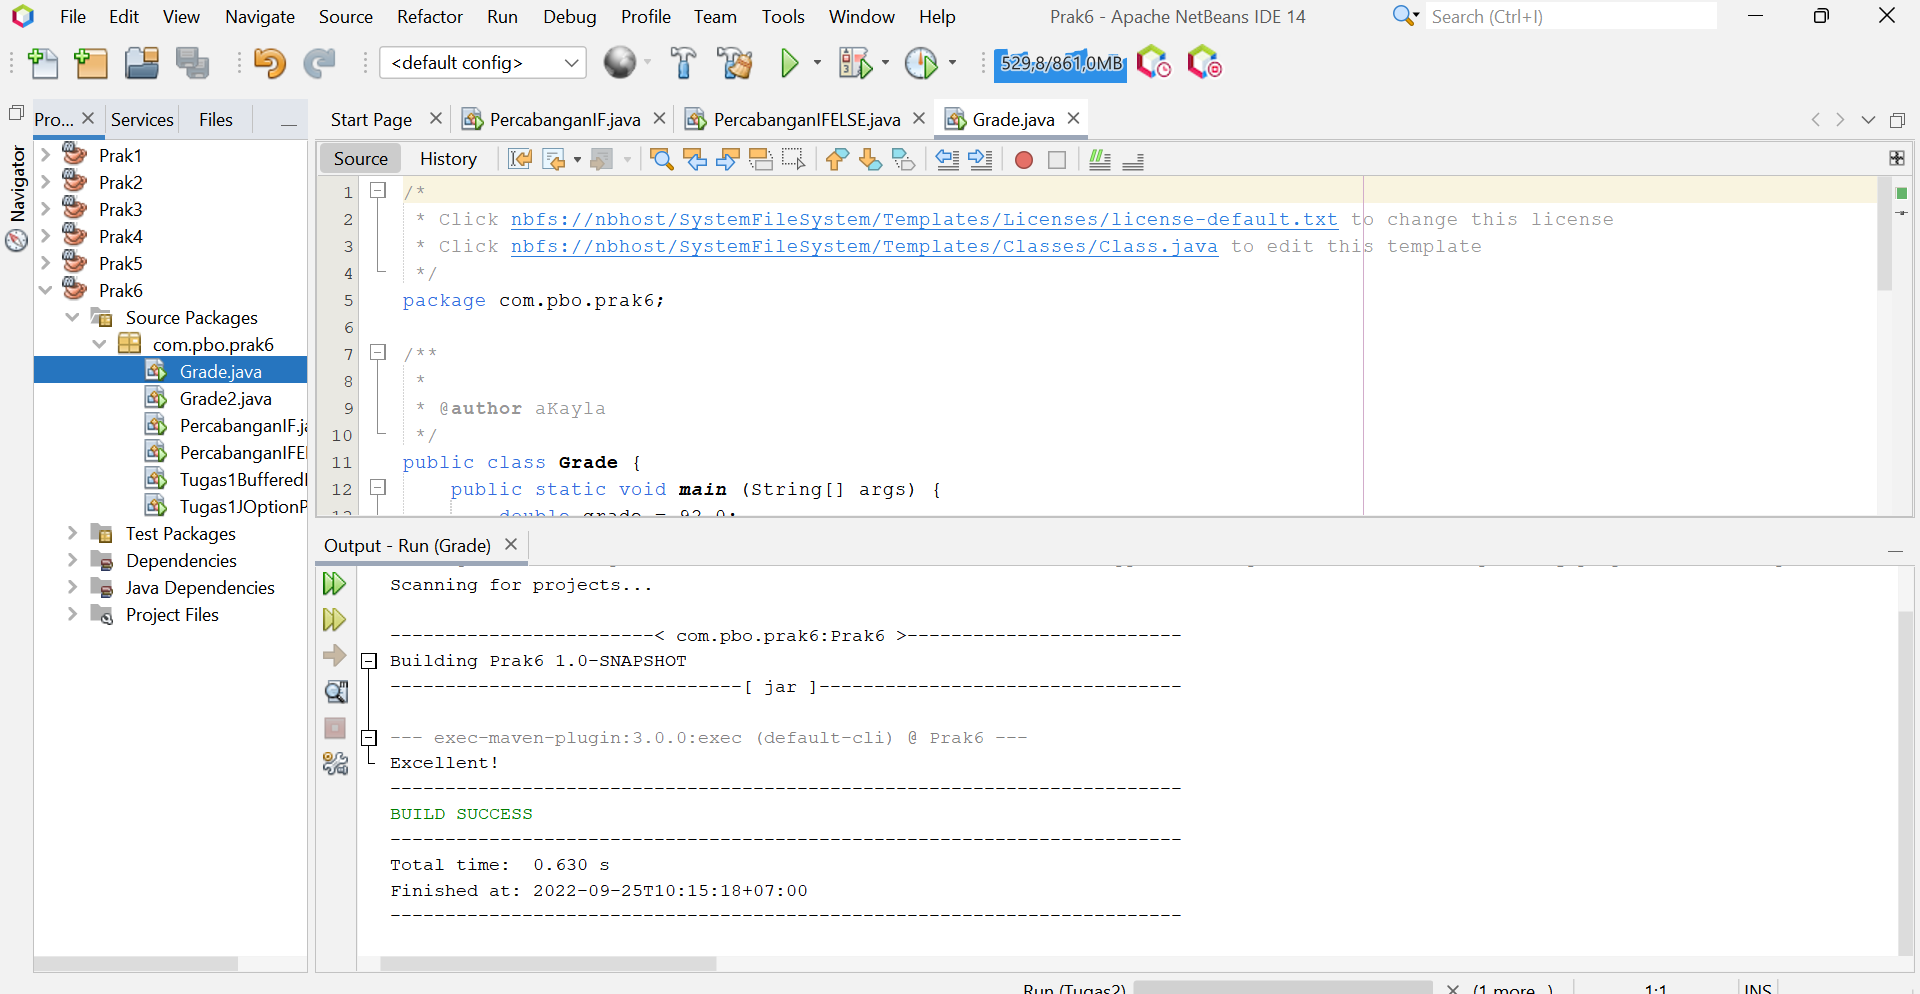 File Edit View Navigate Source Refactor Run Debug Profile Team Tools Window Help Prak6 - Apache NetBeans IDE 14 Search (Ctrl+I)
<default config> 529,8/861,0MB
Pro... Services Files
Start Page PercabanganIF.java PercabanganIFELSE.java Grade.java
Navigator
Prak1
Prak2
Prak3
Prak4
Prak5
Prak6
Source Packages
com.pbo.prak6
Grade.java
Grade2.java
PercabanganIF.ja
PercabanganIFE
Tugas1Buffered
Tugas1JOptionP
Test Packages
Dependencies
Java Dependencies
Project Files
Source History
1 /*
2 * Click nbfs://nbhost/SystemFileSystem/Templates/Licenses/license-default.txt to change this license
3 * Click nbfs://nbhost/SystemFileSystem/Templates/Classes/Class.java to edit this template
4 */
5 package com.pbo.prak6;
6
7 /**
8 *
9 * @author aKayla
10 */
11 public class Grade {
12 public static void main (String[] args) {
13 double grade = 92.0;
Output - Run (Grade)
Scanning for projects...
------------------------< com.pbo.prak6:Prak6 >-------------------------
Building Prak6 1.0-SNAPSHOT
--------------------------------[ jar ]---------------------------------
--- exec-maven-plugin:3.0.0:exec (default-cli) @ Prak6 ---
Excellent!
------------------------------------------------------------------------
BUILD SUCCESS
------------------------------------------------------------------------
Total time: 0.630 s
Finished at: 2022-09-25T10:15:18+07:00
------------------------------------------------------------------------
Run (Tugas2) (1 more...) 1:1 INS